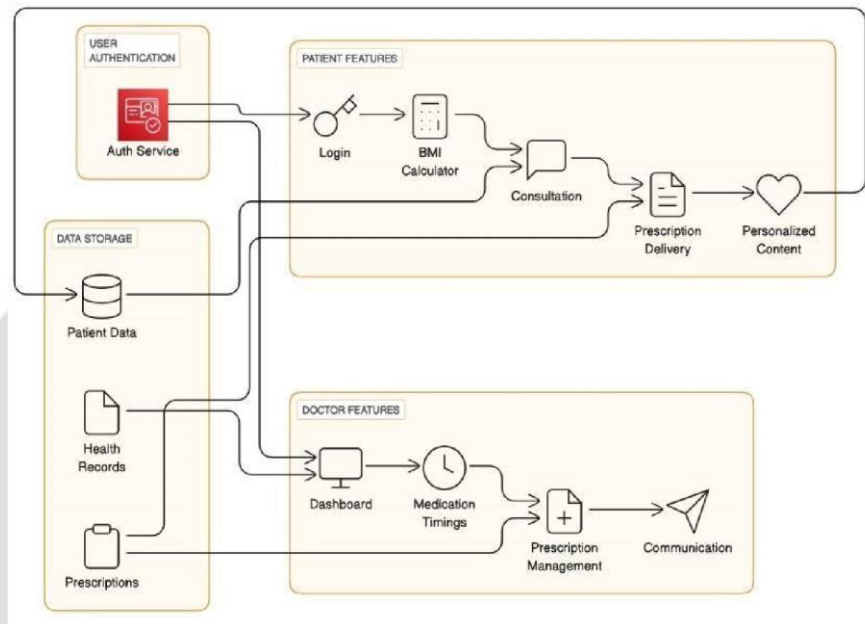 USER
AUTHENTICATION
Auth Service
PATIENT FEATURES
Login
BMI
Calculator
Consultation
Prescription
Delivery
Personalized
Content
DATA STORAGE
Patient Data
Health
Records
Prescriptions
DOCTOR FEATURES
Dashboard
Medication
Timings
Prescription
Management
Communication